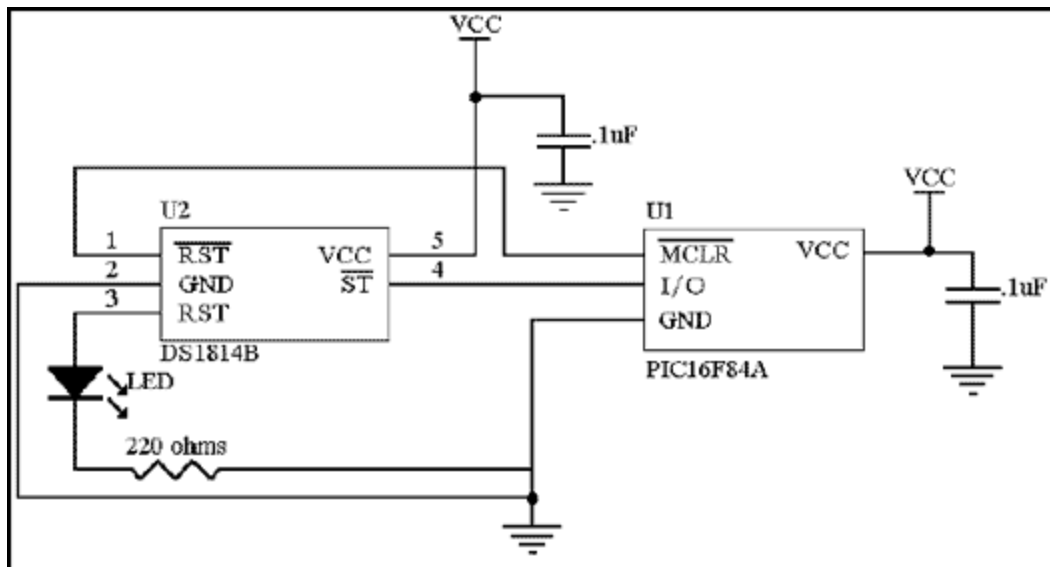 VCC
.1uF
VCC
U2
U1
1
RST
VCC
5
MCLR
VCC
2
GND
ST
4
I/O
.1uF
3
RST
GND
DS1814B
PIC16F84A
LED
220 ohms